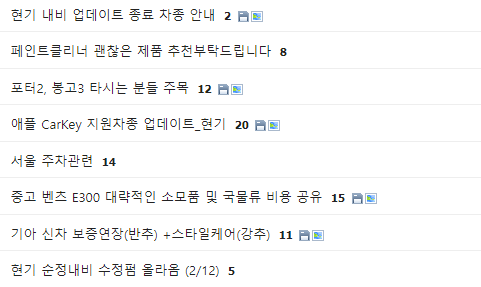 현기 내비 업데이트 종료 차종 안내 2
페인트클리너 괜찮은 제품 추천부탁드립니다 8
포터2, 봉고3 타시는 분들 주목 12
애플 CarKey 지원차종 업데이트_현기 20
서울 주차관련 14
중고 벤츠 E300 대략적인 소모품 및 국물류 비용 공유 15
기아 신차 보증연장(반추) +스타일케어(강추) 11
현기 순정내비 수정펌 올라옴 (2/12) 5